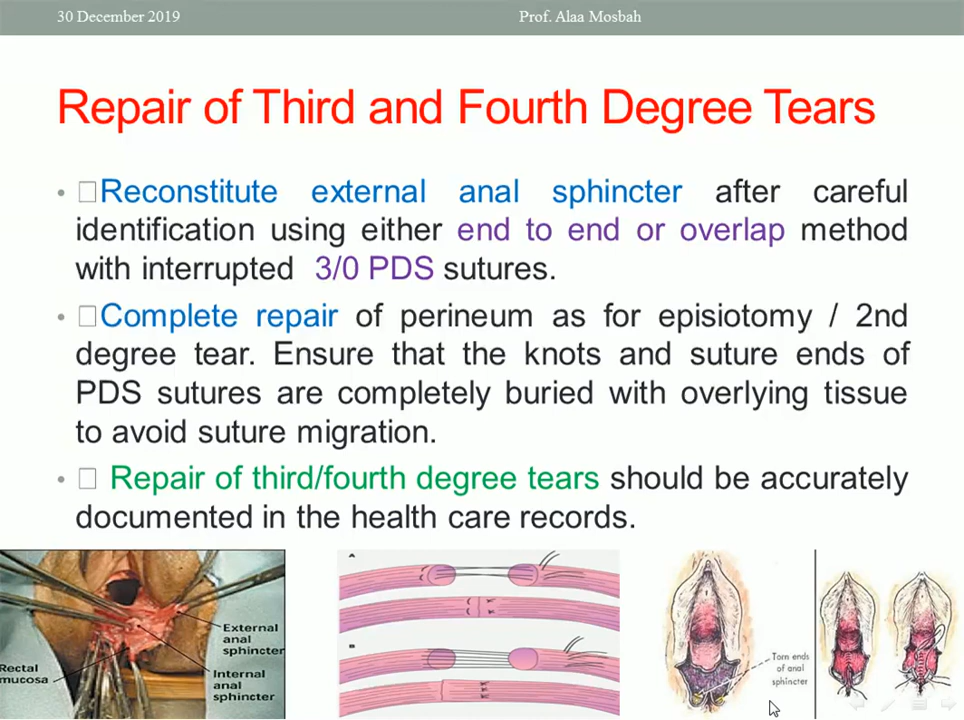 30 December 2019
Prof. Alaa Mosbah
Repair of Third and Fourth Degree Tears
• □Reconstitute external anal sphincter after careful
identification using either end to end or overlap method
with interrupted 3/0 PDS sutures.
• □Complete repair of perineum as for episiotomy / 2nd
degree tear. Ensure that the knots and suture ends of
PDS sutures are completely buried with overlying tissue
to avoid suture migration.
• □ Repair of third/fourth degree tears should be accurately
documented in the health care records.
External
anal
sphincter
Rectal
mucosa
Internal
anal
sphincter
A
B
Torn ends
of anal
sphincter